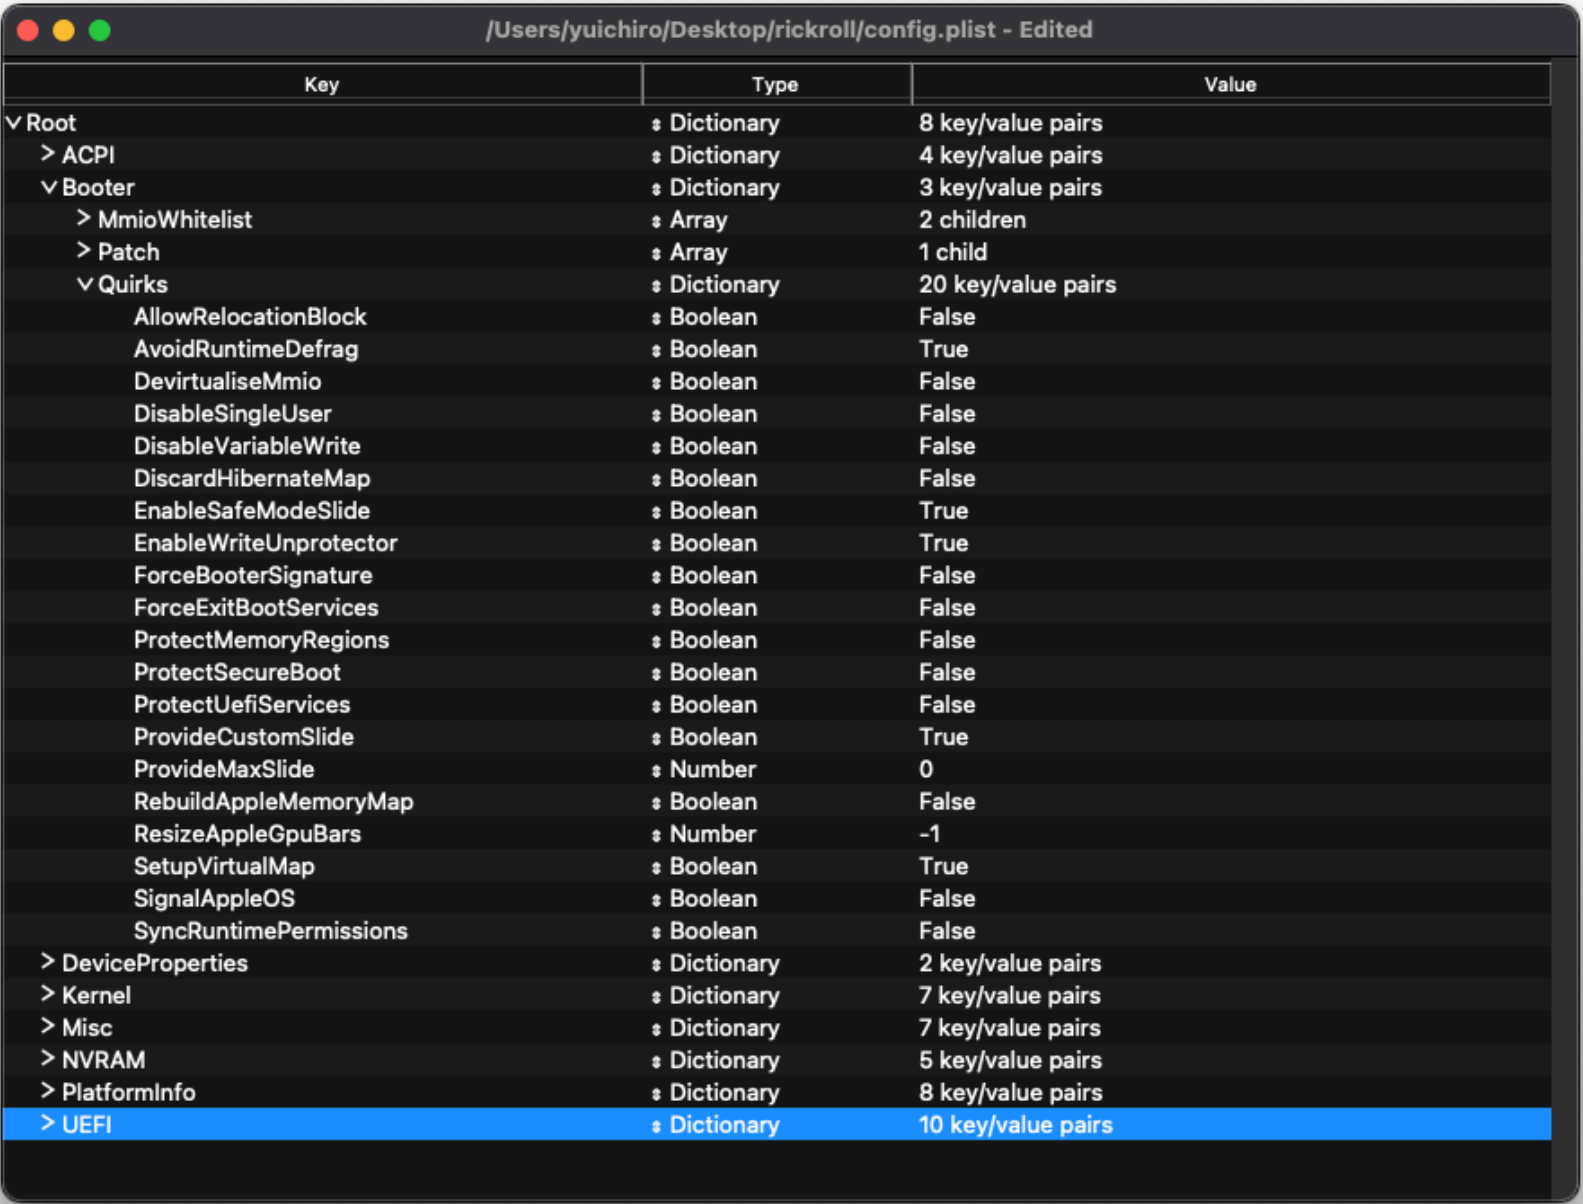 /Users/yuichiro/Desktop/rickroll/config.plist - Edited
Key Type Value
Root Dictionary 8 key/value pairs
ACPI Dictionary 4 key/value pairs
Booter Dictionary 3 key/value pairs
MmioWhitelist Array 2 children
Patch Array 1 child
Quirks Dictionary 20 key/value pairs
AllowRelocationBlock Boolean False
AvoidRuntimeDefrag Boolean True
DevirtualiseMmio Boolean False
DisableSingleUser Boolean False
DisableVariableWrite Boolean False
DiscardHibernateMap Boolean False
EnableSafeModeSlide Boolean True
EnableWriteUnprotector Boolean True
ForceBooterSignature Boolean False
ForceExitBootServices Boolean False
ProtectMemoryRegions Boolean False
ProtectSecureBoot Boolean False
ProtectUefiServices Boolean False
ProvideCustomSlide Boolean True
ProvideMaxSlide Number 0
RebuildAppleMemoryMap Boolean False
ResizeAppleGpuBars Number -1
SetupVirtualMap Boolean True
SignalAppleOS Boolean False
SyncRuntimePermissions Boolean False
DeviceProperties Dictionary 2 key/value pairs
Kernel Dictionary 7 key/value pairs
Misc Dictionary 7 key/value pairs
NVRAM Dictionary 5 key/value pairs
PlatformInfo Dictionary 8 key/value pairs
UEFI Dictionary 10 key/value pairs